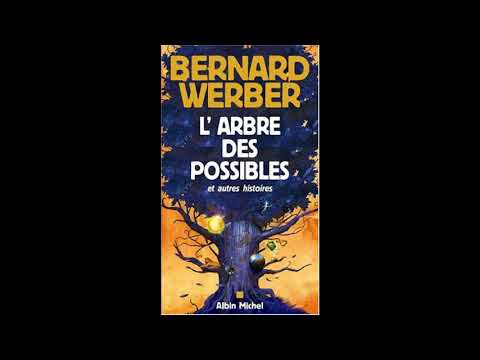 BERNARD
WERBER
L' ARBRE
DES
POSSIBLES
et autres histoires
Albin Michel